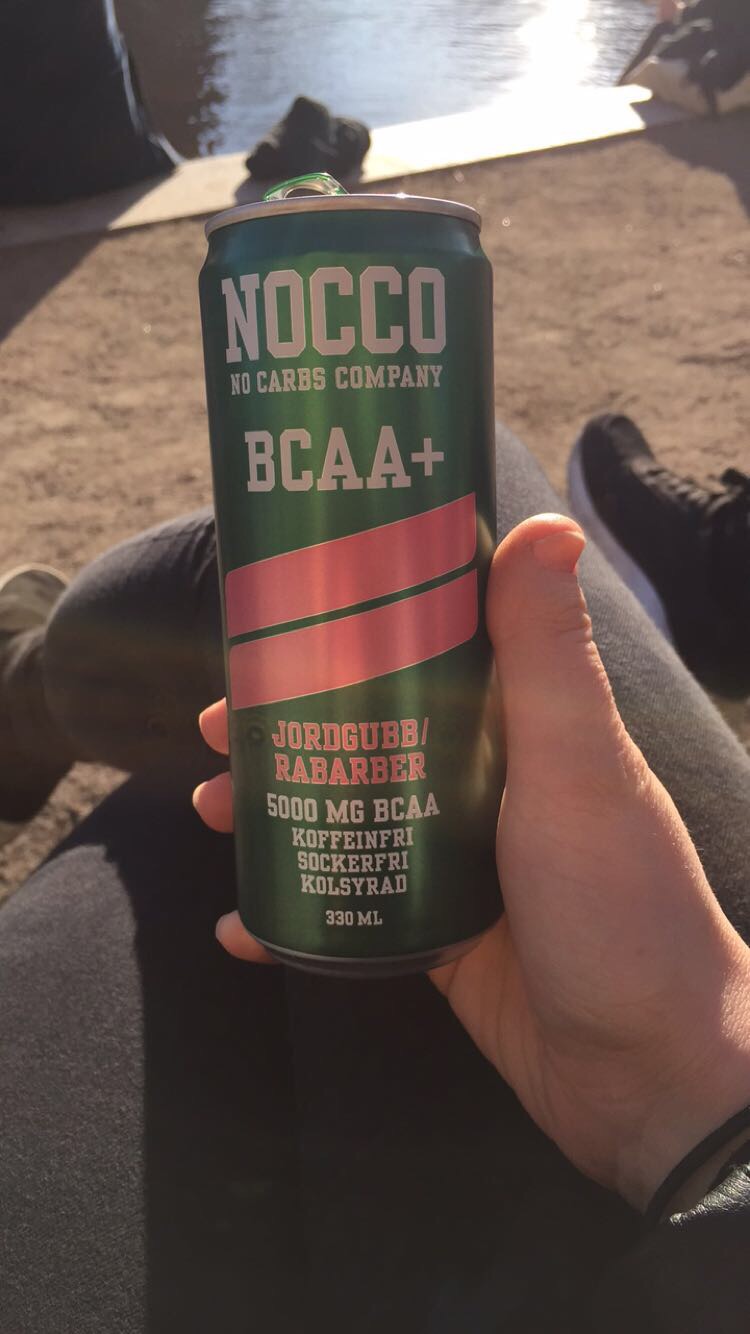 NOCCO
NO CARBS COMPANY
BCAA+
JORDGUBB/
RABARBER
5000 MG BCAA
KOFFEINFRI
SOCKERFRI
KOLSYRAD
330 ML